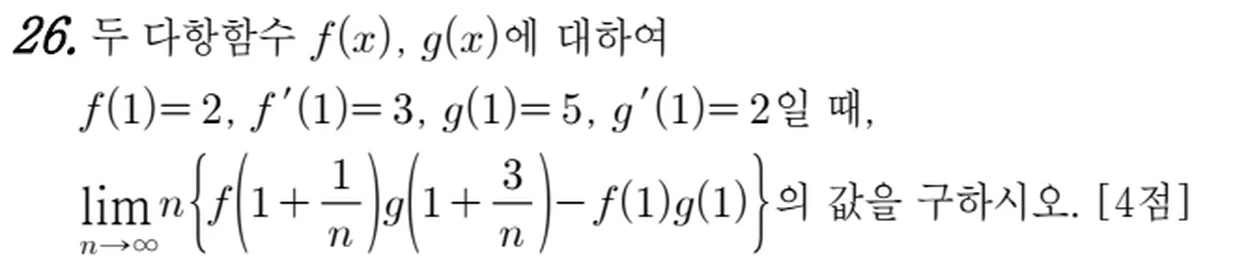 26. 두 다항함수 f(x), g(x)에 대하여
f(1)=2, f′(1)=3, g(1)=5, g′(1)=2일 때,
lim_{n→∞} n{f(1+1/n)g(1+3/n)−f(1)g(1)}의 값을 구하시오. [4점]